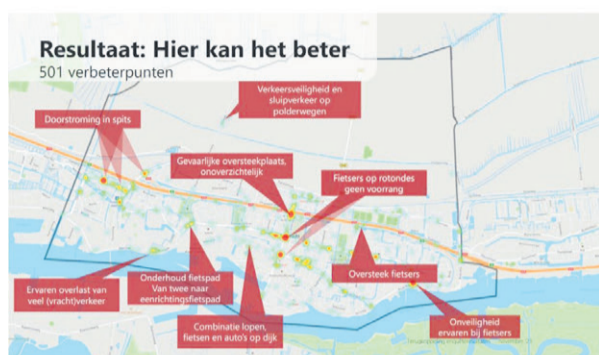 Resultaat: Hier kan het beter
501 verbeterpunten
Verkeersveiligheid en
sluipverkeer op
polderwegen
Doorstroming in spits
Gevaarlijke oversteekplaats,
onoverzichtelijk
Fietsers op rotondes
geen voorrang
Ervaren overlast van
veel (vracht)verkeer
Onderhoud fietspad
Van twee naar
eenrichtingsfietspad
Oversteek fietsers
Combinatie lopen,
fietsen en auto's op dijk
Onveiligheid
ervaren bij fietsers